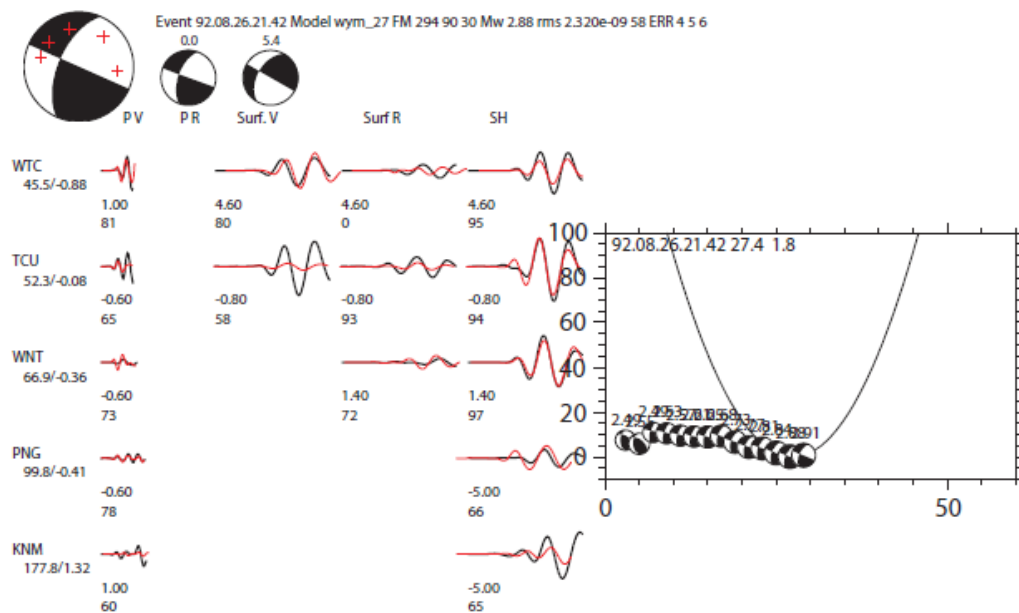 Event 92.08.26.21.42 Model wym_27 FM 294 90 30 Mw 2.88 rms 2.320e-09 58 ERR 4 5 6
0.0 5.4
P V P R Surf. V Surf R SH
WTC
45.5/-0.88
1.00 4.60 4.60 4.60
81 80 0 95
TCU
52.3/-0.08
-0.60 -0.80 -0.80 -0.80
65 58 93 94
WNT
66.9/-0.36
-0.60 1.40 1.40
73 72 97
PNG
99.8/-0.41
-0.60 -5.00
78 66
KNM
177.8/1.32
1.00 -5.00
60 65
100
92.08.26.21.42 27.4 1.8
80
60
40
20
0
0 50